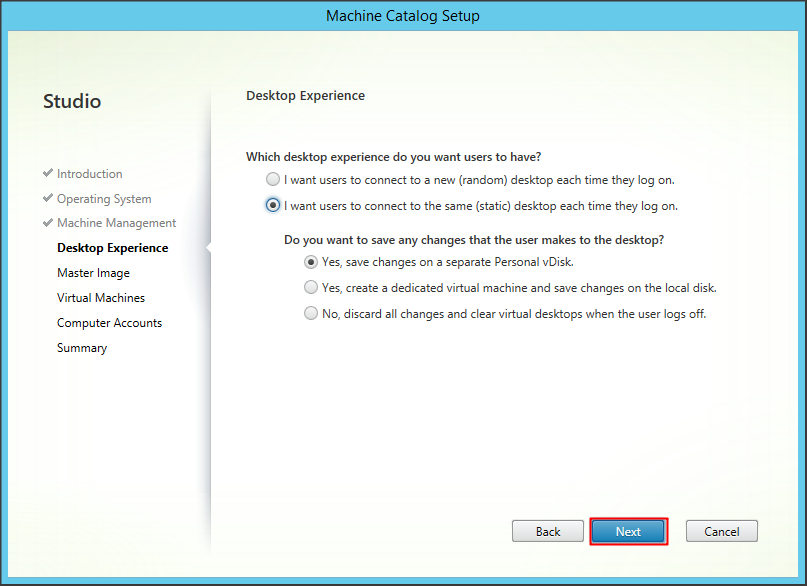 Machine Catalog Setup
Studio
Introduction
Operating System
Machine Management
Desktop Experience
Master Image
Virtual Machines
Computer Accounts
Summary
Desktop Experience
Which desktop experience do you want users to have?
I want users to connect to a new (random) desktop each time they log on.
I want users to connect to the same (static) desktop each time they log on.
Do you want to save any changes that the user makes to the desktop?
Yes, save changes on a separate Personal vDisk.
Yes, create a dedicated virtual machine and save changes on the local disk.
No, discard all changes and clear virtual desktops when the user logs off.
Back
Next
Cancel